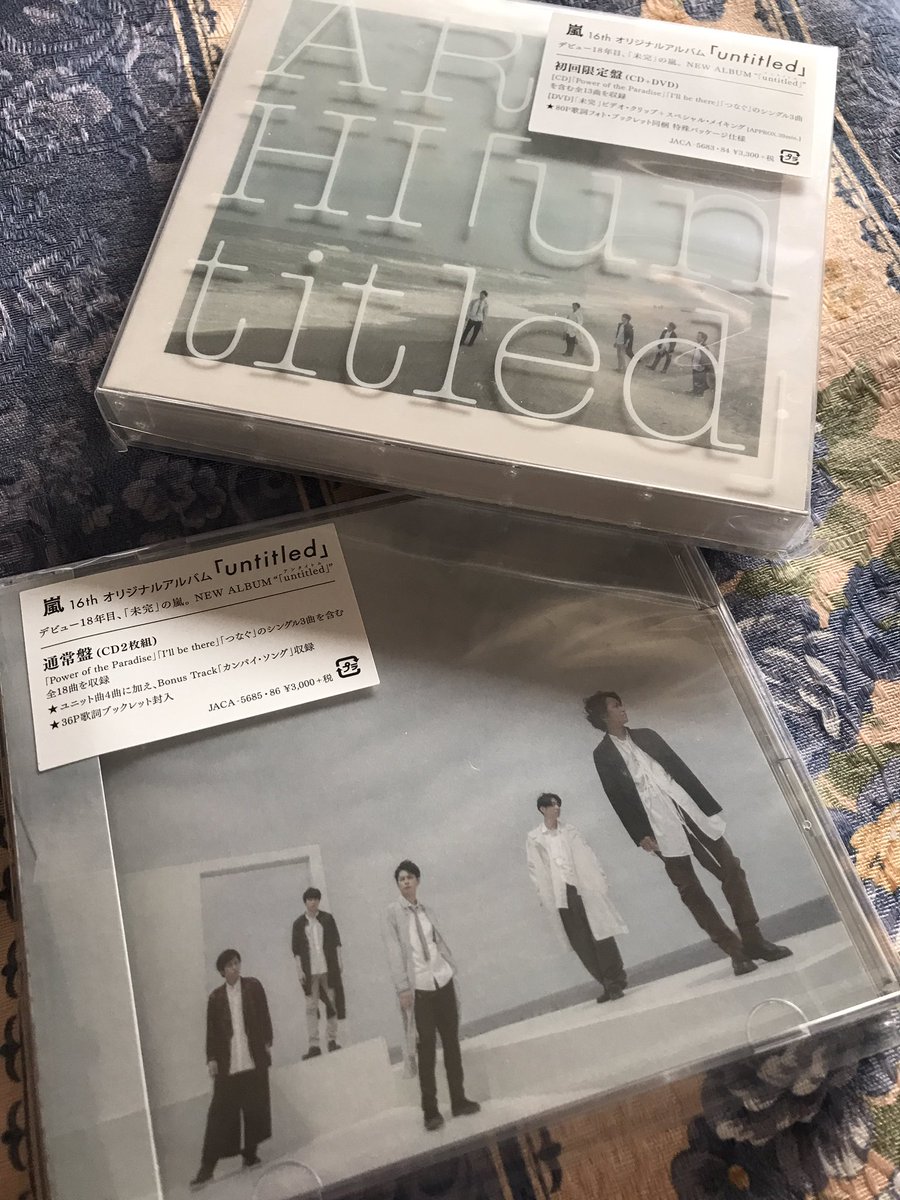 AR
HI「un
titled」
嵐 16th オリジナルアルバム「untitled」
デビュー18年目、「未完」の嵐。NEW ALBUM "「untitled」"
初回限定盤 (CD+DVD)
[CD]「Power of the Paradise」「I'll be there」「つなぐ」のシングル3曲
を含む全13曲を収録
[DVD]「未完」ビデオ・クリップ+スペシャル・メイキング
★80P歌詞フォト・ブックレット同梱 特殊パッケージ仕様
JACA・5683・84 ¥3,300+税
嵐 16th オリジナルアルバム「untitled」
アンタイトル
デビュー18年目、「未完」の嵐。NEW ALBUM "「untitled」"
通常盤 (CD2枚組)
「Power of the Paradise」「I'll be there」「つなぐ」のシングル3曲を含む
全18曲を収録
★ユニット曲4曲に加え、Bonus Track「カンパイ・ソング」収録
★36P歌詞ブックレット封入
JACA・5685・86 ¥3,000+税